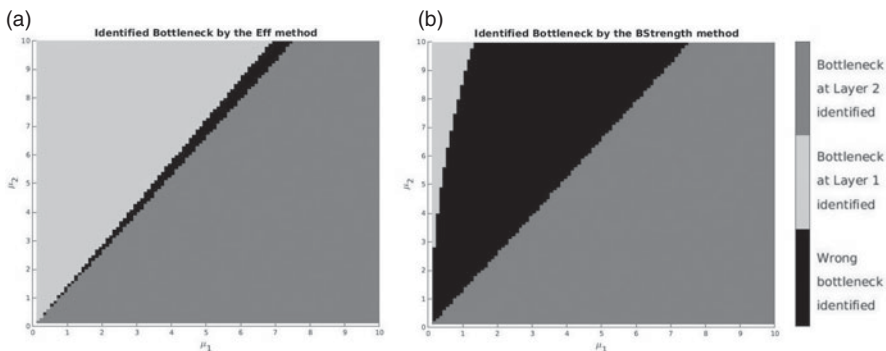 (a)
Identified Bottleneck by the Eff method
10
9
8
7
6
5
4
3
2
1
0
μ2
0 1 2 3 4 5 6 7 8 9 10
μ1
(b)
Identified Bottleneck by the BStrength method
10
9
8
7
6
5
4
3
2
1
0
μ2
0 1 2 3 4 5 6 7 8 9 10
μ1
Bottleneck
at Layer 2
identified
Bottleneck
at Layer 1
identified
Wrong
bottleneck
identified